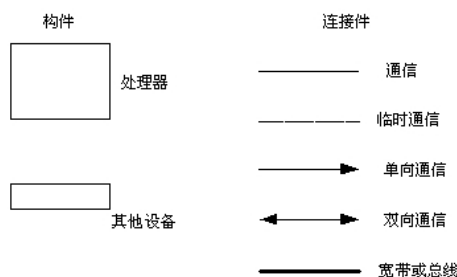 构件
处理器
其他设备
连接件
通信
临时通信
单向通信
双向通信
宽带或总线